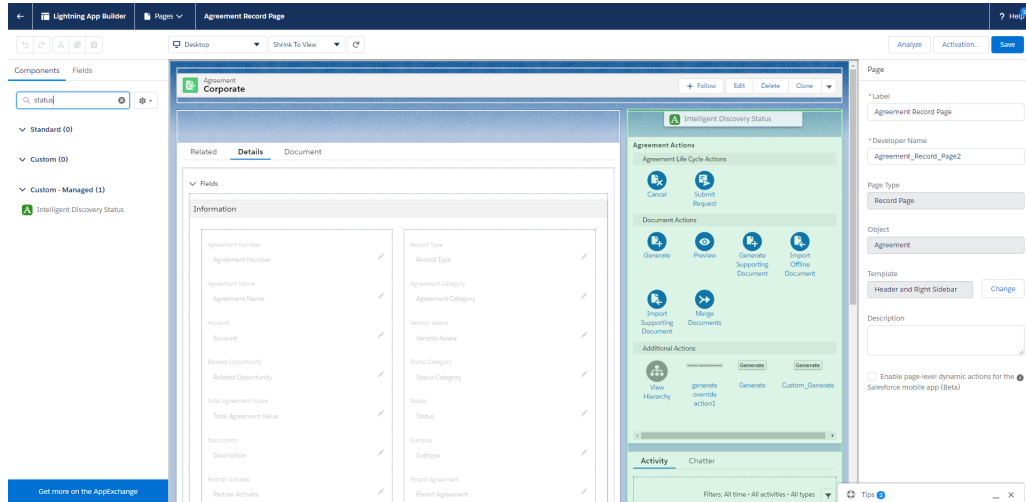 Lightning App Builder
Pages
Agreement Record Page
? Help
Desktop
Shrink To View
Analyze
Activation...
Save
Components
Fields
status
Standard (0)
Custom (0)
Custom - Managed (1)
Intelligent Discovery Status
Get more on the AppExchange
Agreement
Corporate
+ Follow
Edit
Delete
Clone
Related
Details
Document
Fields
Information
Agreement Number
Agreement Number
Record Type
Record Type
Agreement Name
Agreement Name
Agreement Category
Agreement Category
Account
Account
Version Aware
Version Aware
Related Opportunity
Related Opportunity
Status Category
Status Category
Total Agreement Value
Total Agreement Value
Status
Status
Description
Description
Subtype
Subtype
Partner Activate
Partner Activate
Parent Agreement
Parent Agreement
Intelligent Discovery Status
Agreement Actions
Agreement Life Cycle Actions
Cancel
Submit
Request
Document Actions
Generate
Preview
Generate
Supporting
Document
Import
Offline
Document
Import
Supporting
Document
Merge
Documents
Additional Actions
View
Hierarchy
generate
override
action1
Generate
Generate
Generate
Custom_Generate
Activity
Chatter
Filters: All time • All activities • All types
Page
*Label
Agreement Record Page
*Developer Name
Agreement_Record_Page2
Page Type
Record Page
Object
Agreement
Template
Header and Right Sidebar
Change
Description
Enable page-level dynamic actions for the
Salesforce mobile app (Beta)
Tips 2